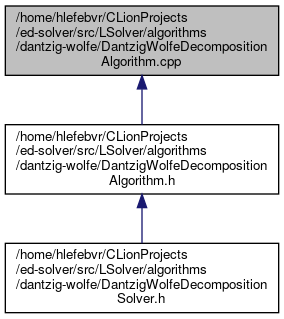 /home/hlefebvr/CLionProjects
/ed-solver/src/LSolver/algorithms
/dantzig-wolfe/DantzigWolfeDecomposition
Algorithm.cpp
/home/hlefebvr/CLionProjects
/ed-solver/src/LSolver/algorithms
/dantzig-wolfe/DantzigWolfeDecomposition
Algorithm.h
/home/hlefebvr/CLionProjects
/ed-solver/src/LSolver/algorithms
/dantzig-wolfe/DantzigWolfeDecomposition
Solver.h